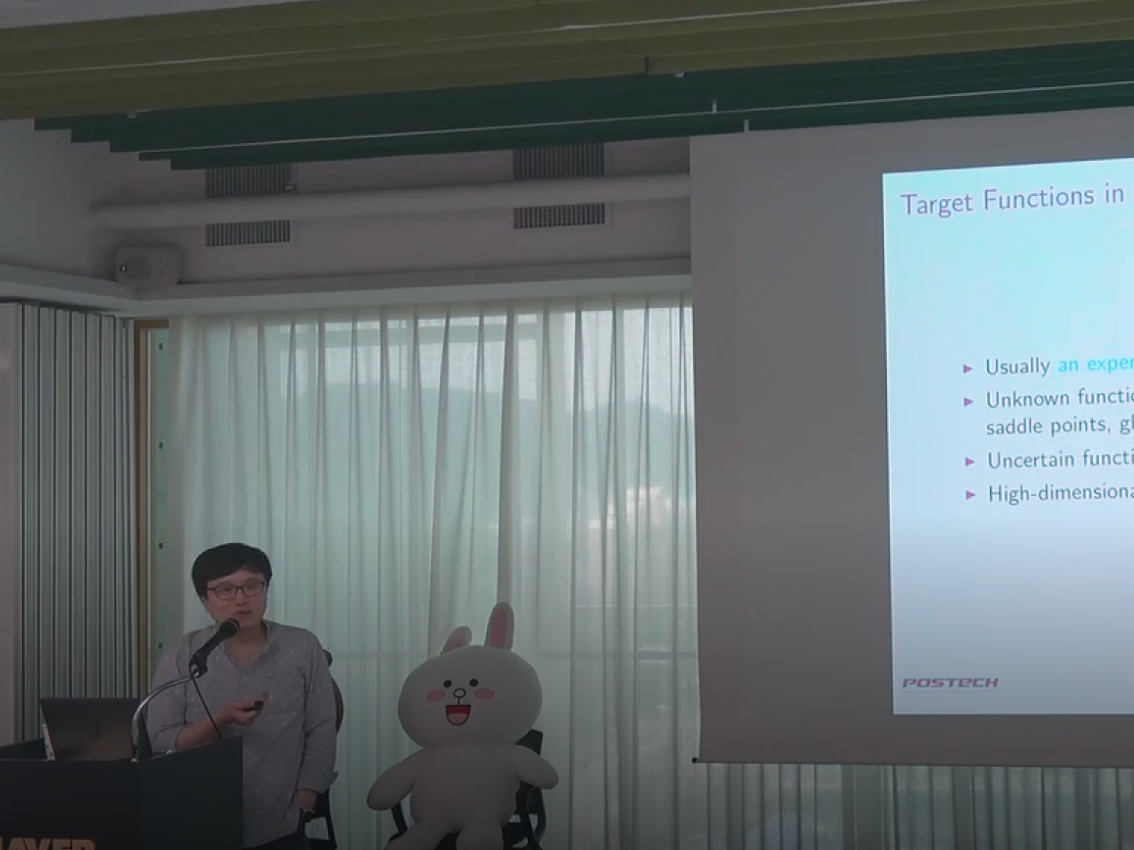 Target Functions in
Usually an exper
Unknown functio
saddle points, gl
Uncertain functi
High-dimensiona
POSTECH
NAVER